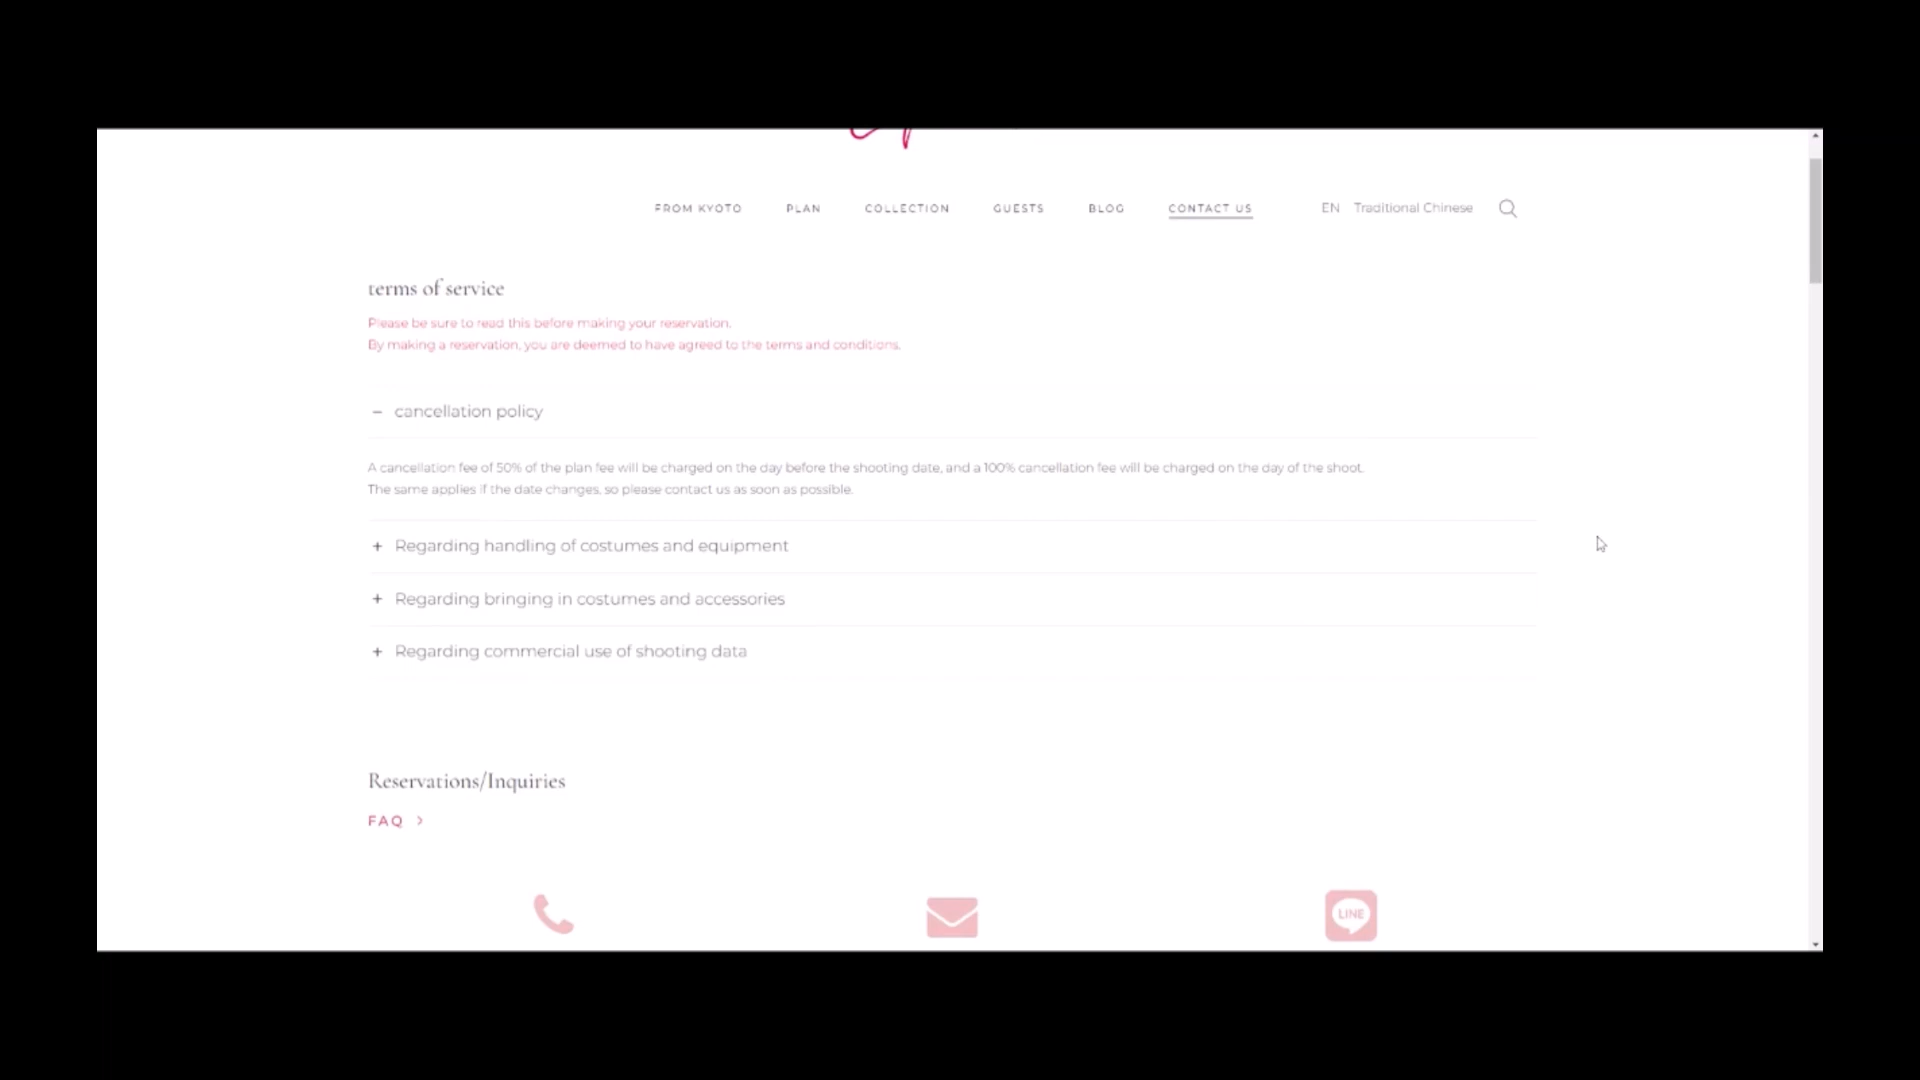 FROM KYOTO PLAN COLLECTION GUESTS BLOG CONTACT US EN Traditional Chinese
terms of service
Please be sure to read this before making your reservation.
By making a reservation, you are deemed to have agreed to the terms and conditions.
− cancellation policy
A cancellation fee of 50% of the plan fee will be charged on the day before the shooting date, and a 100% cancellation fee will be charged on the day of the shoot.
The same applies if the date changes, so please contact us as soon as possible.
+ Regarding handling of costumes and equipment
+ Regarding bringing in costumes and accessories
+ Regarding commercial use of shooting data
Reservations/Inquiries
FAQ >
LINE